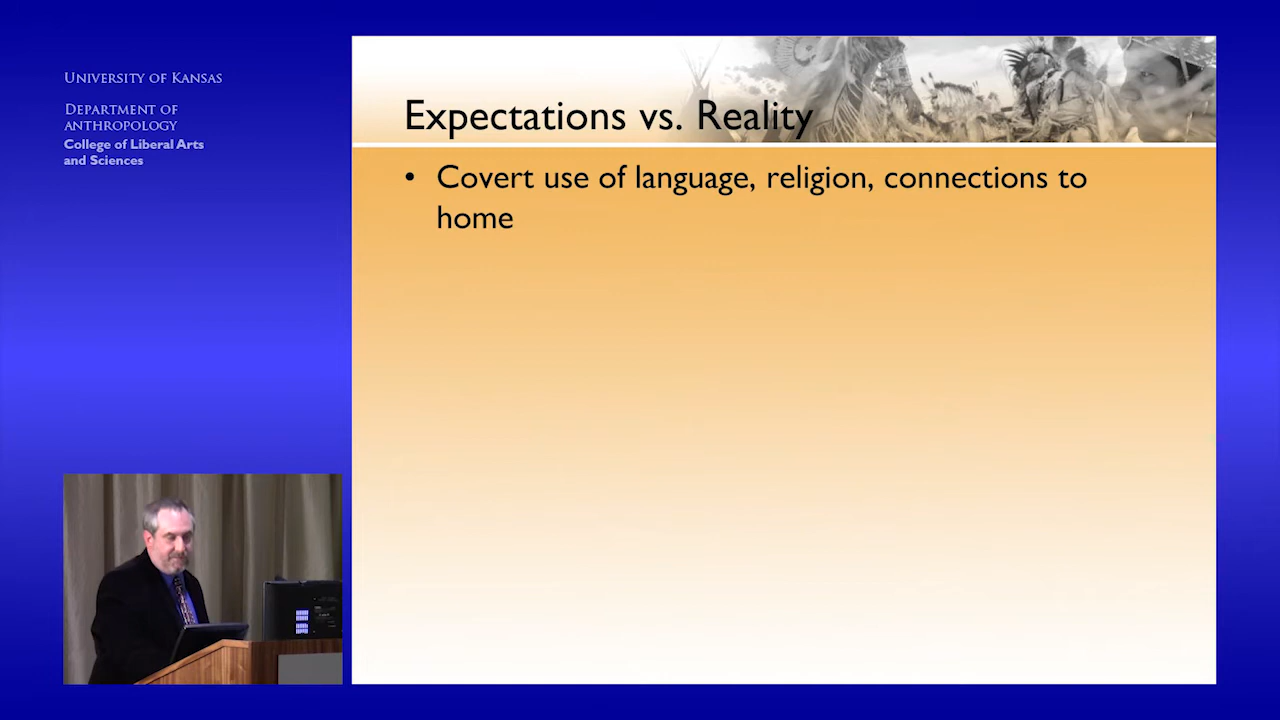 UNIVERSITY OF KANSAS
DEPARTMENT OF
ANTHROPOLOGY
College of Liberal Arts
and Sciences
Expectations vs. Reality
• Covert use of language, religion, connections to
home